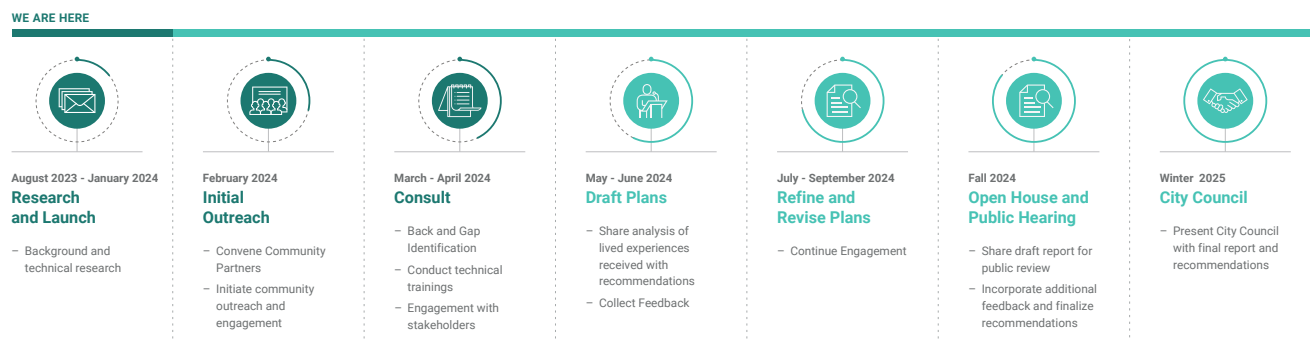 WE ARE HERE
August 2023 - January 2024
Research
and Launch
– Background and
technical research
February 2024
Initial
Outreach
– Convene Community
Partners
– Initiate community
outreach and
engagement
March - April 2024
Consult
– Back and Gap
Identification
– Conduct technical
trainings
– Engagement with
stakeholders
May - June 2024
Draft Plans
– Share analysis of
lived experiences
received with
recommendations
– Collect Feedback
July - September 2024
Refine and
Revise Plans
– Continue Engagement
Fall 2024
Open House and
Public Hearing
– Share draft report for
public review
– Incorporate additional
feedback and finalize
recommendations
Winter 2025
City Council
– Present City Council
with final report and
recommendations